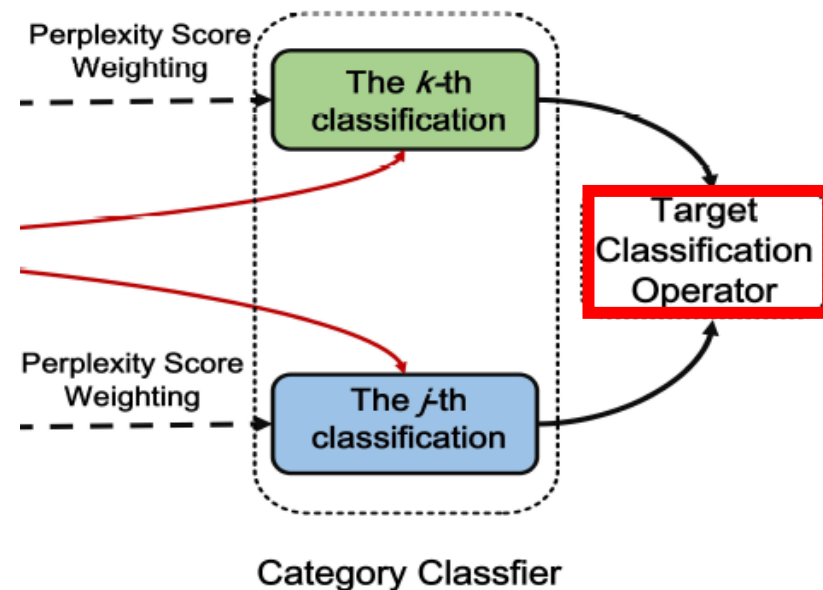 Perplexity Score
Weighting
The k-th
classification
Target
Classification
Operator
Perplexity Score
Weighting
The j-th
classification
Category Classfier